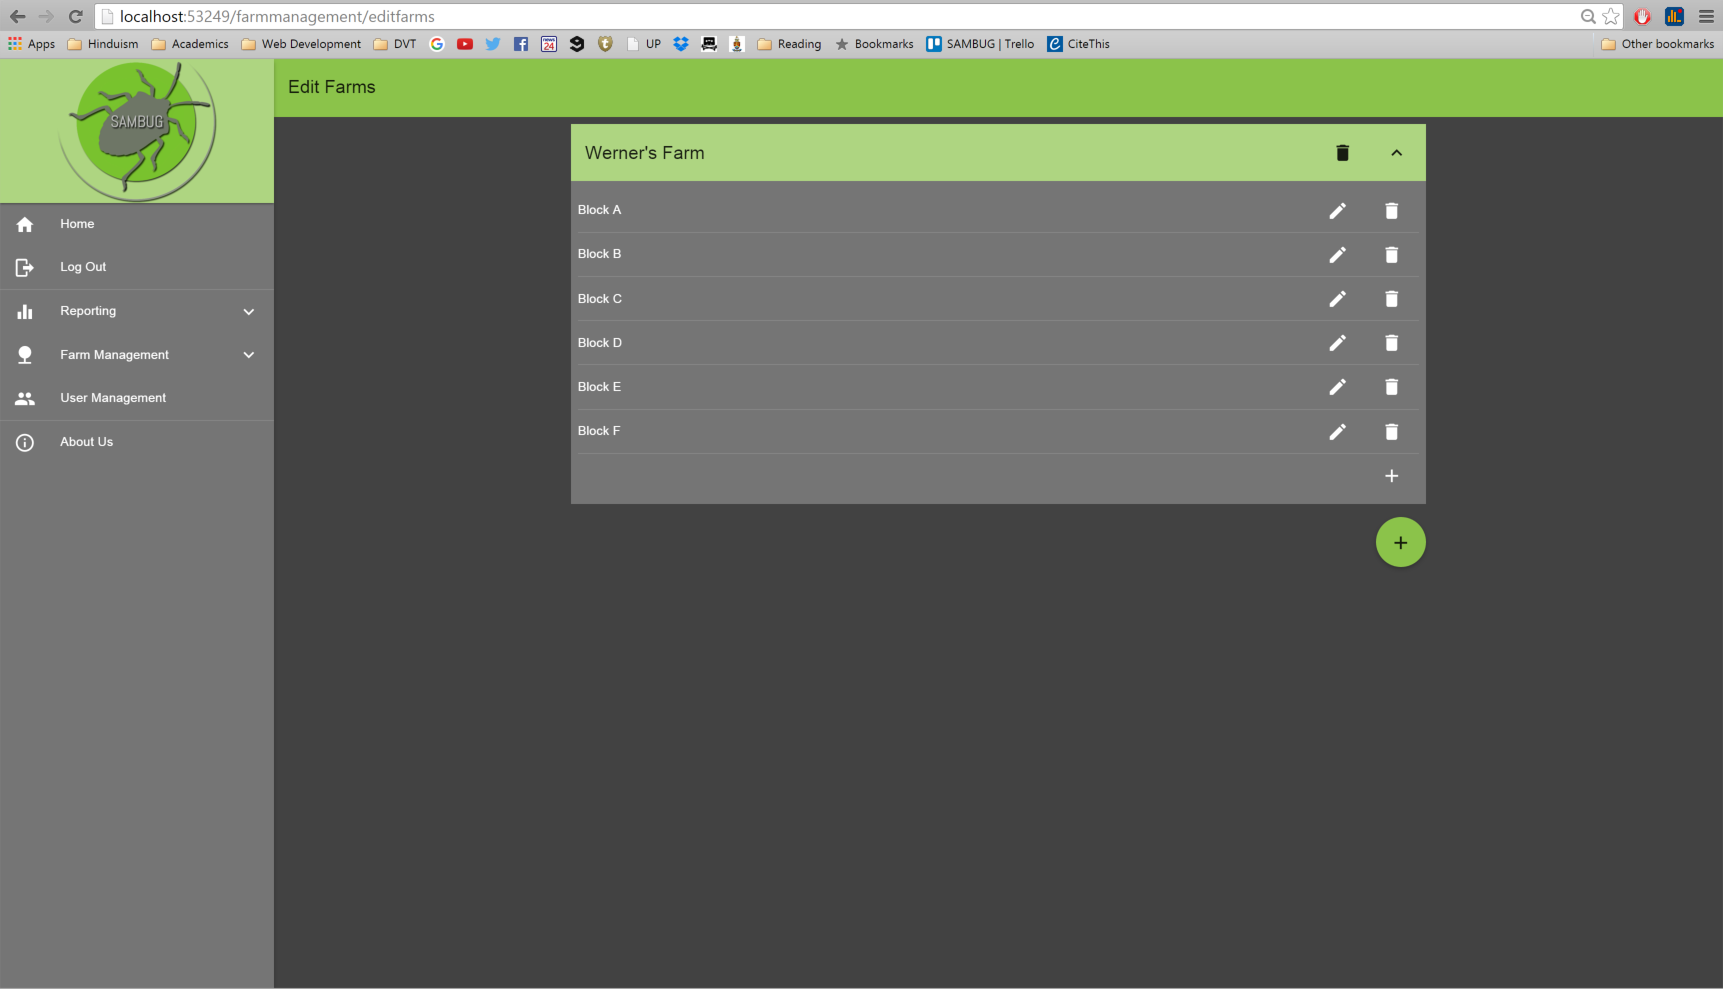 localhost:53249/farmmanagement/editfarms
Apps Hinduism Academics Web Development DVT UP Reading Bookmarks SAMBUG | Trello CiteThis Other bookmarks
SAMBUG
Edit Farms
Home
Log Out
Reporting
Farm Management
User Management
About Us
Werner's Farm
Block A
Block B
Block C
Block D
Block E
Block F